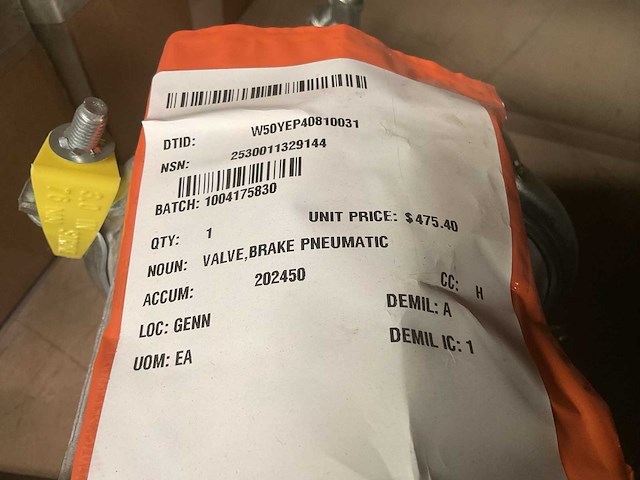 DTID: W50YEP40810031
NSN: 2530011329144
BATCH: 1004175830
UNIT PRICE: $475.40
QTY: 1
NOUN: VALVE,BRAKE PNEUMATIC
ACCUM: 202450
CC: H
LOC: GENN
DEMIL: A
UOM: EA
DEMIL IC: 1